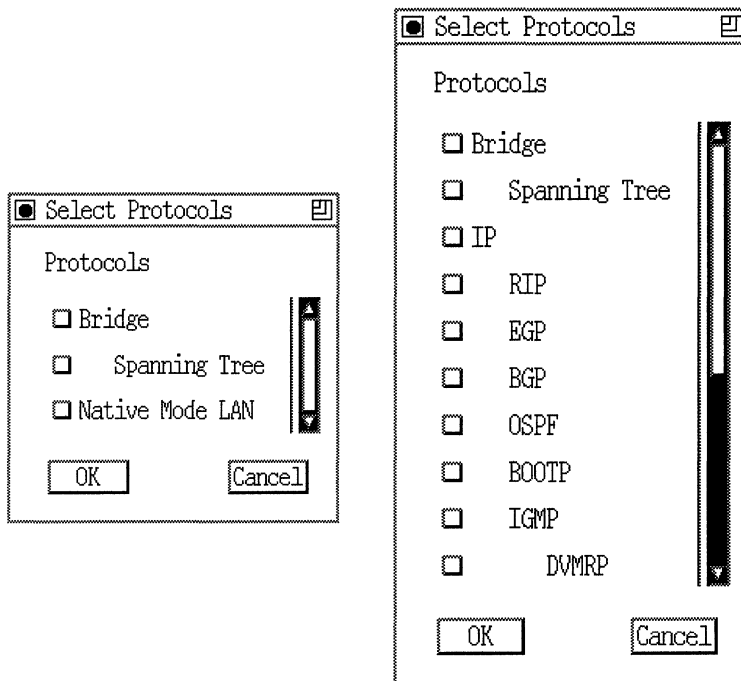 Select Protocols
Protocols
Bridge
Spanning Tree
Native Mode LAN
OK Cancel
Select Protocols
Protocols
Bridge
Spanning Tree
IP
RIP
EGP
BGP
OSPF
BOOTP
IGMP
DVMRP
OK Cancel